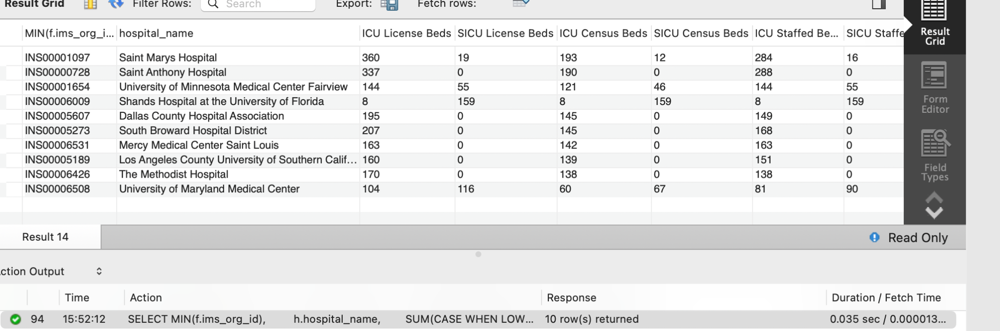 Result Grid Filter Rows: Search Export: Fetch rows:
MIN(f.ims_org_i... hospital_name ICU License Beds SICU License Beds ICU Census Beds SICU Census Beds ICU Staffed Be... SICU Staffe
INS00001097 Saint Marys Hospital 360 19 193 12 284 16
INS00000728 Saint Anthony Hospital 337 0 190 0 288 0
INS00001654 University of Minnesota Medical Center Fairview 144 55 121 46 144 55
INS00006009 Shands Hospital at the University of Florida 8 159 8 159 8 159
INS00005607 Dallas County Hospital Association 195 0 145 0 149 0
INS00005273 South Broward Hospital District 207 0 145 0 168 0
INS00006531 Mercy Medical Center Saint Louis 163 0 142 0 163 0
INS00005189 Los Angeles County University of Southern Calif... 160 0 139 0 151 0
INS00006426 The Methodist Hospital 170 0 138 0 138 0
INS00006508 University of Maryland Medical Center 104 116 60 67 81 90
Result
Grid
Form
Editor
Field
Types
Result 14 Read Only
ction Output
Time Action Response Duration / Fetch Time
94 15:52:12 SELECT MIN(f.ims_org_id), h.hospital_name, SUM(CASE WHEN LOW... 10 row(s) returned 0.035 sec / 0.000013...